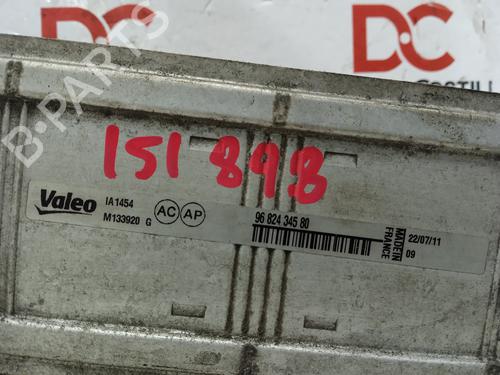 DC
DC
B-PARTS
151 898
Valeo
IA1454
M133920 G
AC AP
96 824 345 80
MADE IN
FRANCE
22/07/11
09